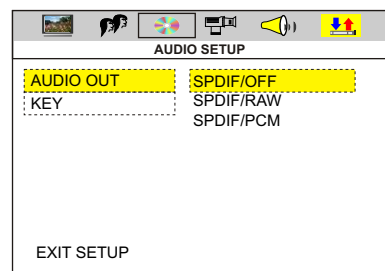 AUDIO SETUP
AUDIO OUT
KEY
SPDIF/OFF
SPDIF/RAW
SPDIF/PCM
EXIT SETUP